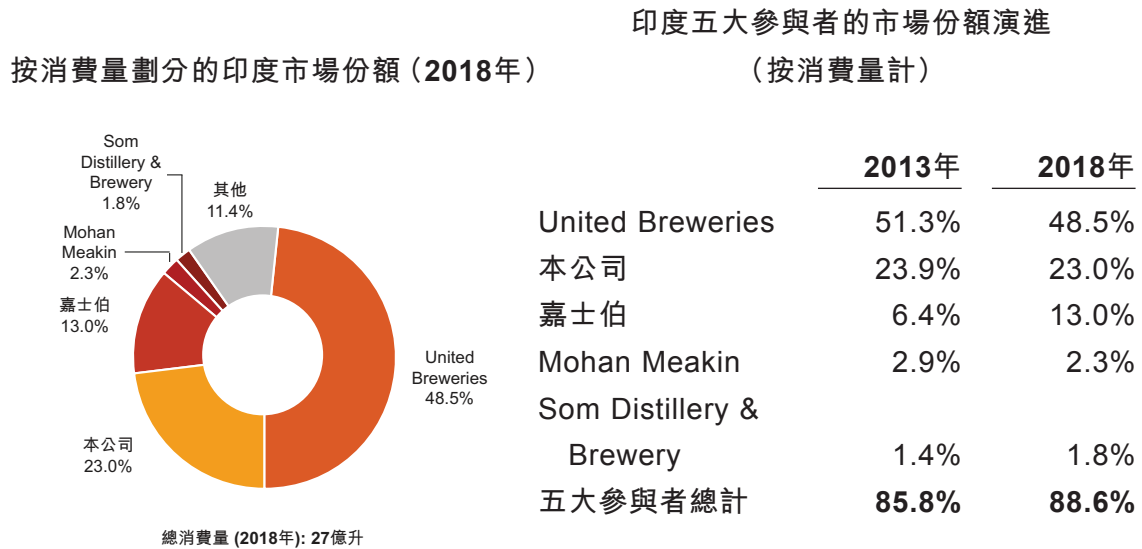 按消費量劃分的印度市場份額（2018年）
Som
Distillery &
Brewery
1.8%
其他
11.4%
Mohan
Meakin
2.3%
嘉士伯
13.0%
United
Breweries
48.5%
本公司
23.0%
總消費量 (2018年): 27億升
印度五大參與者的市場份額演進
（按消費量計）
2013年 2018年
United Breweries 51.3% 48.5%
本公司 23.9% 23.0%
嘉士伯 6.4% 13.0%
Mohan Meakin 2.9% 2.3%
Som Distillery &
Brewery 1.4% 1.8%
五大參與者總計 85.8% 88.6%